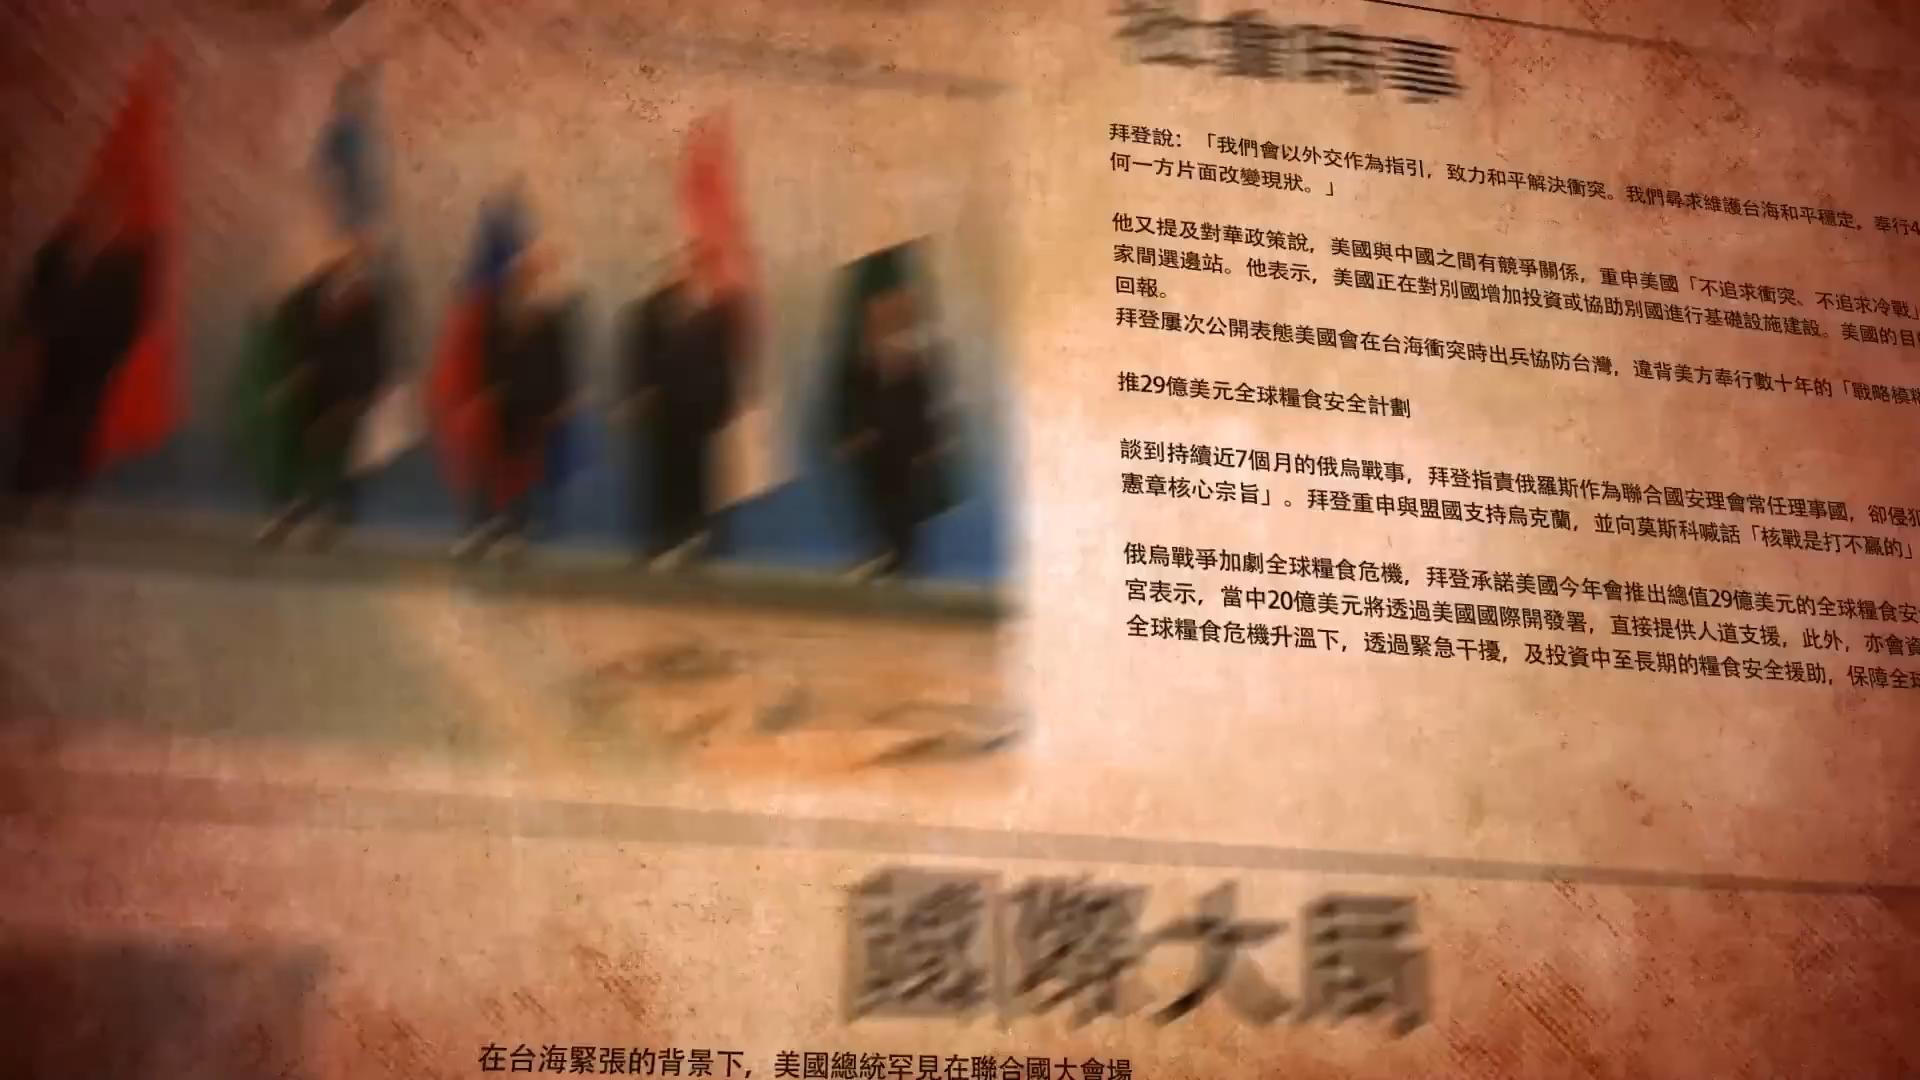 拜登說：「我們會以外交作為指引，致力和平解決衝突。我們尋求維護台海和平穩定，奉行4
何一方片面改變現狀。」
他又提及對華政策說，美國與中國之間有競爭關係，重申美國「不追求衝突、不追求冷戰」
家間選邊站。他表示，美國正在對別國增加投資或協助別國進行基礎設施建設。美國的目
回報。
拜登屢次公開表態美國會在台海衝突時出兵協防台灣，違背美方奉行數十年的「戰略模糊
推29億美元全球糧食安全計劃
談到持續近7個月的俄烏戰事，拜登指責俄羅斯作為聯合國安理會常任理事國，卻侵犯
憲章核心宗旨」。拜登重申與盟國支持烏克蘭，並向莫斯科喊話「核戰是打不贏的」
俄烏戰爭加劇全球糧食危機，拜登承諾美國今年會推出總值29億美元的全球糧食安
宮表示，當中20億美元將透過美國國際開發署，直接提供人道支援，此外，亦會資
全球糧食危機升溫下，透過緊急干擾，及投資中至長期的糧食安全援助，保障全球
國際大局
在台海緊張的背景下，美國總統罕見在聯合國大會場